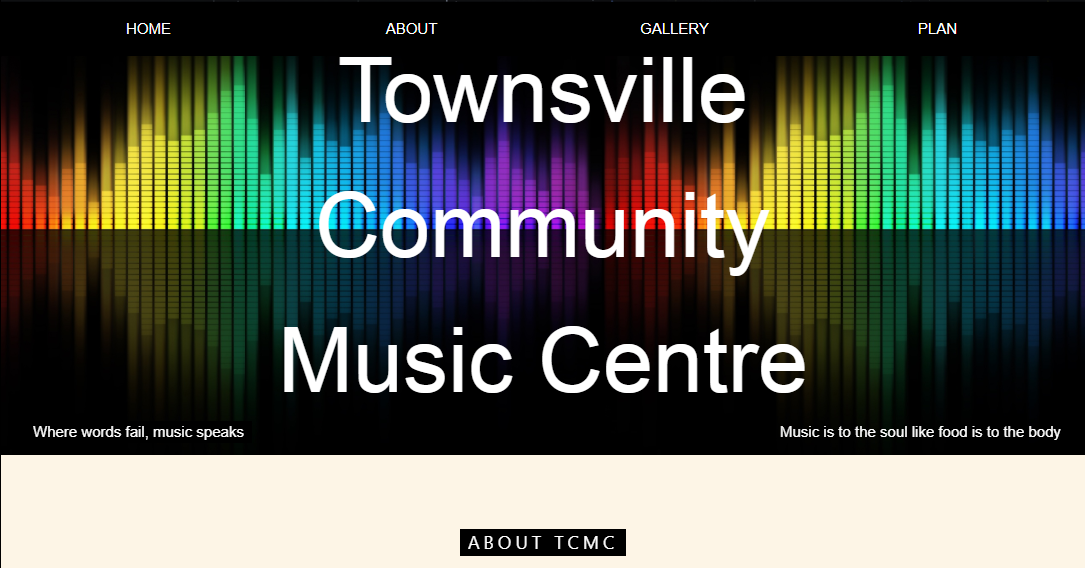 HOME ABOUT GALLERY PLAN
Townsville
Community
Music Centre
Where words fail, music speaks
Music is to the soul like food is to the body
ABOUT TCMC